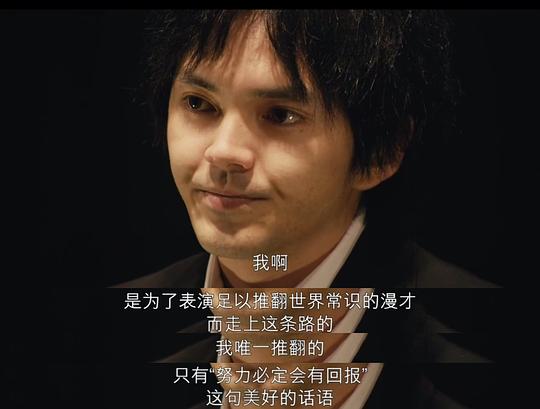 我啊
是为了表演足以推翻世界常识的漫才
而走上这条路的
我唯一推翻的
只有“努力必定会有回报”
这句美好的话语